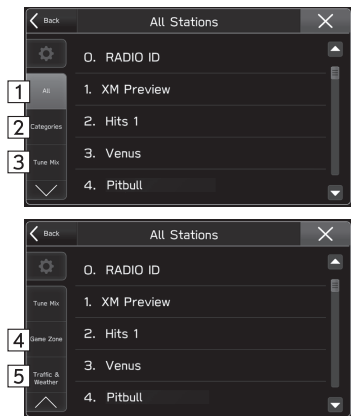 Back
All Stations
0. RADIO ID
1
All
1. XM Preview
2
Categories
2. Hits 1
3
Tune Mix
3. Venus
4. Pitbull
Back
All Stations
0. RADIO ID
Tune Mix
1. XM Preview
4
Game Zone
2. Hits 1
5
Traffic &
Weather
3. Venus
4. Pitbull